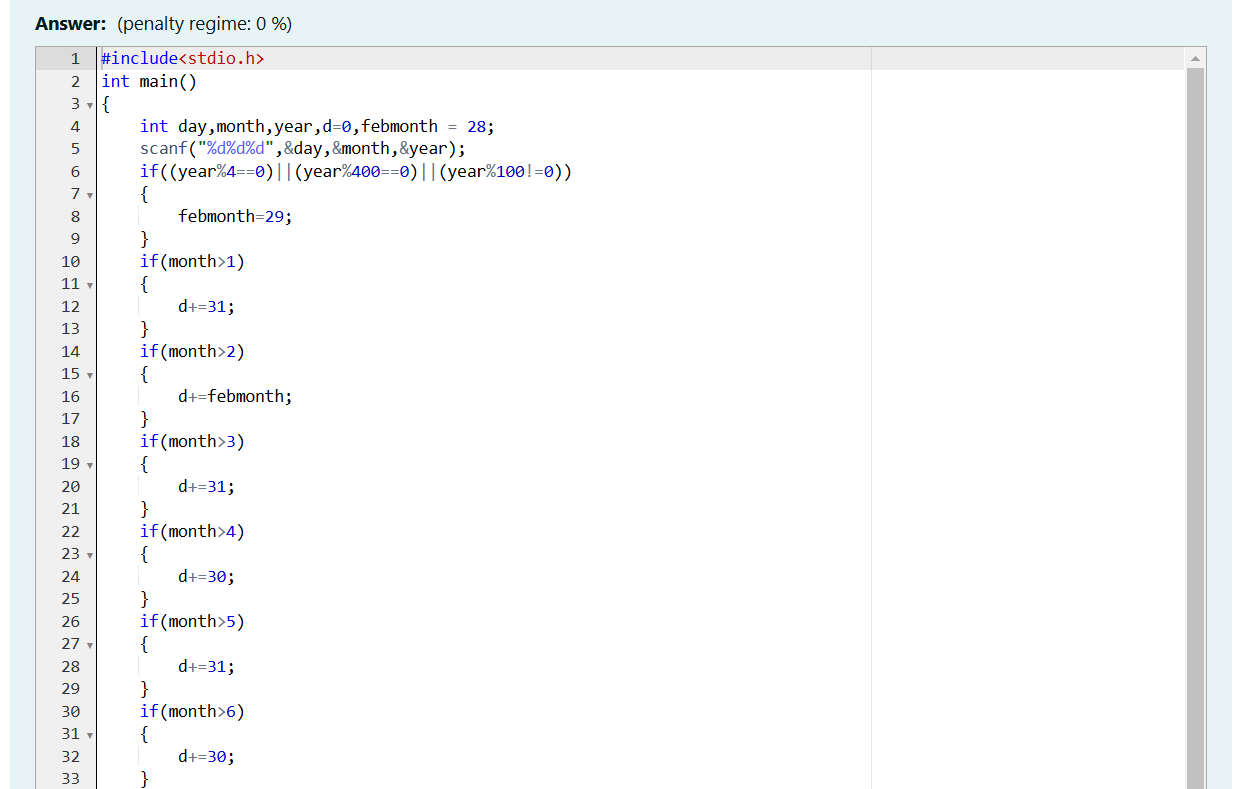 Answer: (penalty regime: 0 %)
1 #include<stdio.h>
2 int main()
3 {
4 int day,month,year,d=0,febmonth = 28;
5 scanf("%d%d%d",&day,&month,&year);
6 if((year%4==0)||(year%400==0)||(year%100!=0))
7 {
8 febmonth=29;
9 }
10 if(month>1)
11 {
12 d+=31;
13 }
14 if(month>2)
15 {
16 d+=febmonth;
17 }
18 if(month>3)
19 {
20 d+=31;
21 }
22 if(month>4)
23 {
24 d+=30;
25 }
26 if(month>5)
27 {
28 d+=31;
29 }
30 if(month>6)
31 {
32 d+=30;
33 }